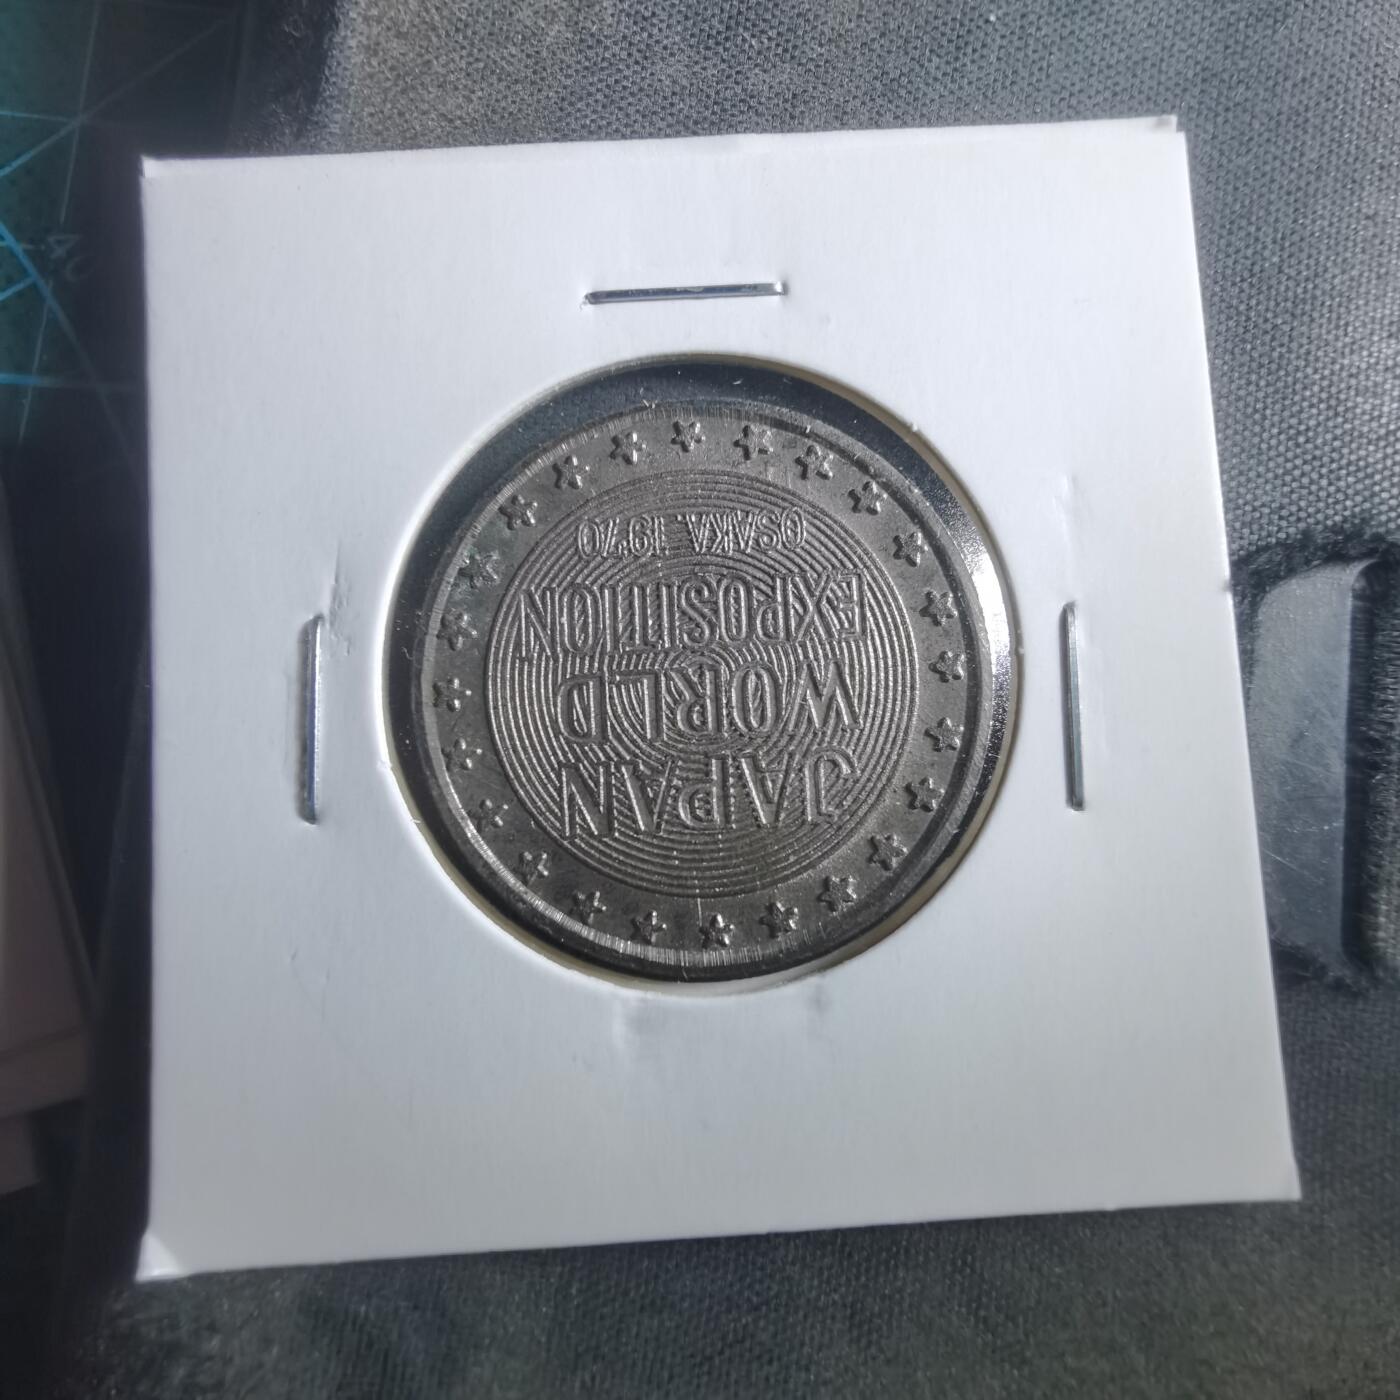 JAPAN
WORLD
EXPOSITION
OSAKA. 1970